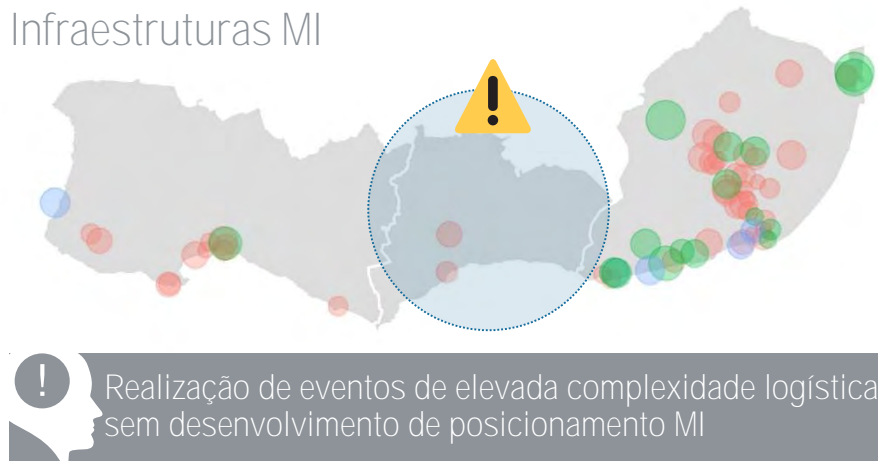 Infraestruturas MI
!
!
Realização de eventos de elevada complexidade logística
sem desenvolvimento de posicionamento MI